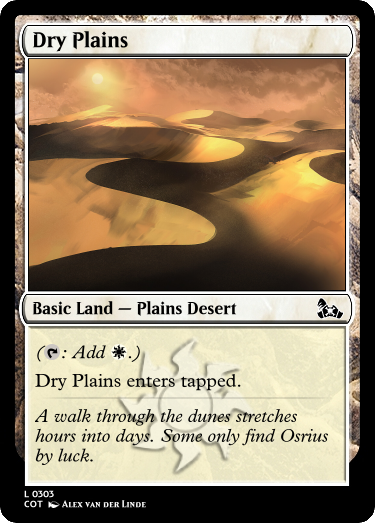 Dry Plains
Basic Land — Plains Desert
(: Add .)
Dry Plains enters tapped.
A walk through the dunes stretches
hours into days. Some only find Osrius
by luck.
L 0303
COT Alex van der Linde